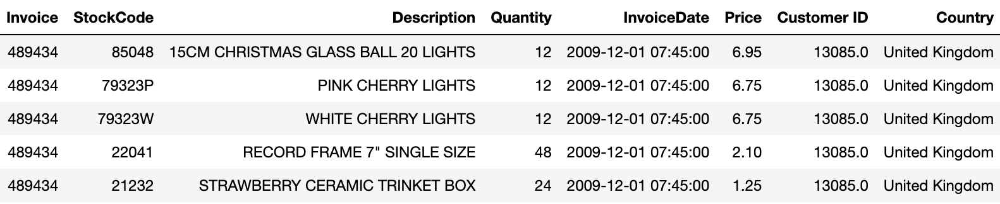 Invoice StockCode Description Quantity InvoiceDate Price Customer ID Country
489434 85048 15CM CHRISTMAS GLASS BALL 20 LIGHTS 12 2009-12-01 07:45:00 6.95 13085.0 United Kingdom
489434 79323P PINK CHERRY LIGHTS 12 2009-12-01 07:45:00 6.75 13085.0 United Kingdom
489434 79323W WHITE CHERRY LIGHTS 12 2009-12-01 07:45:00 6.75 13085.0 United Kingdom
489434 22041 RECORD FRAME 7" SINGLE SIZE 48 2009-12-01 07:45:00 2.10 13085.0 United Kingdom
489434 21232 STRAWBERRY CERAMIC TRINKET BOX 24 2009-12-01 07:45:00 1.25 13085.0 United Kingdom